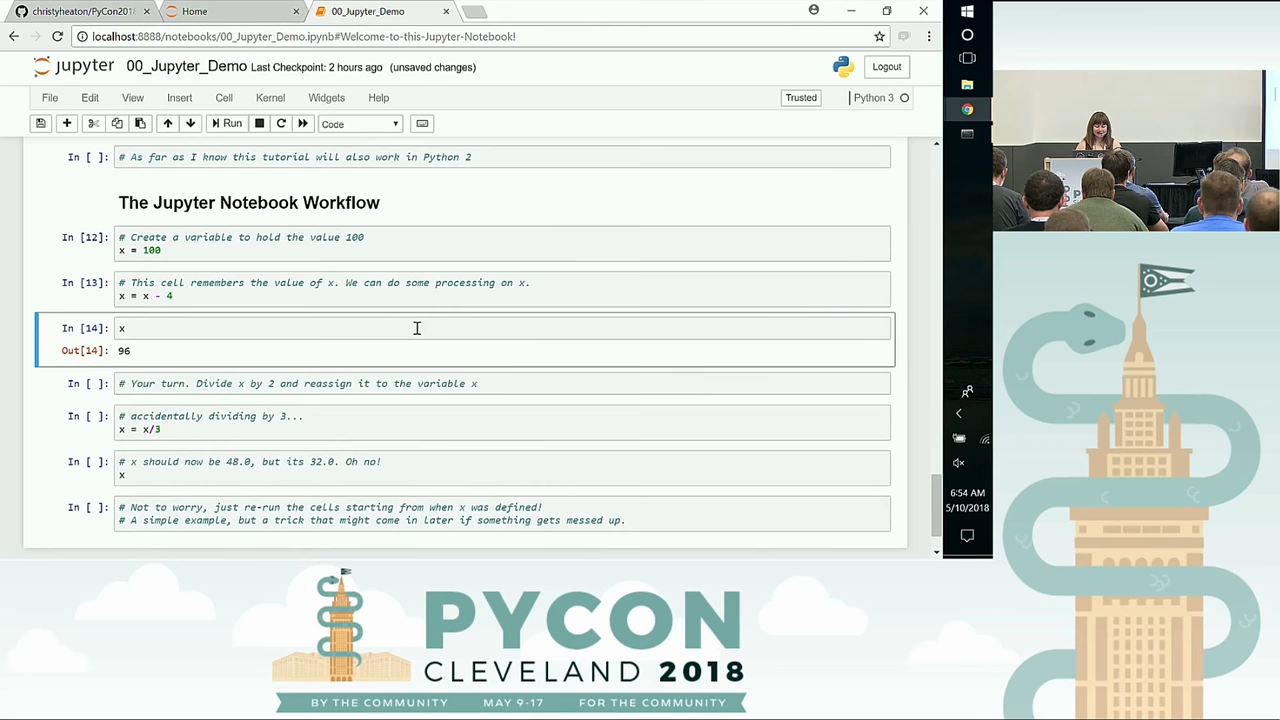 christyheaton/PyCon2018
Home
00_Jupyter_Demo
localhost:8888/notebooks/00_Jupyter_Demo.ipynb#Welcome-to-this-Jupyter-Notebook!
jupyter 00_Jupyter_Demo Last Checkpoint: 2 hours ago (unsaved changes)
Logout
File Edit View Insert Cell Kernel Widgets Help
Trusted
Python 3
Run
Code
In [ ]: # As far as I know this tutorial will also work in Python 2
The Jupyter Notebook Workflow
In [12]: # Create a variable to hold the value 100
x = 100
In [13]: # This cell remembers the value of x. We can do some processing on x.
x = x - 4
In [14]: x
Out[14]: 96
In [ ]: # Your turn. Divide x by 2 and reassign it to the variable x
In [ ]: # accidentally dividing by 3...
x = x/3
In [ ]: # x should now be 48.0, but its 32.0. Oh no!
x
In [ ]: # Not to worry, just re-run the cells starting from when x was defined!
# A simple example, but a trick that might come in later if something gets messed up.
6:54 AM
5/10/2018
PYCON
CLEVELAND 2018
BY THE COMMUNITY MAY 9-17 FOR THE COMMUNITY